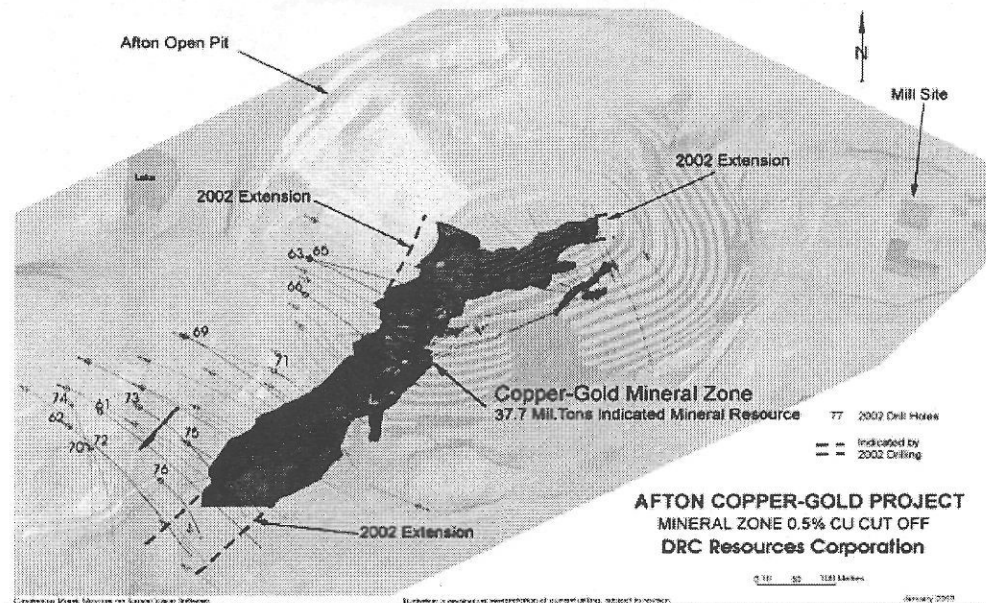 Afton Open Pit
N
Mill Site
Lake
2002 Extension
2002 Extension
63 65
66
69
71
74
61
73
62
70
72
75
76
Copper-Gold Mineral Zone
37.7 Mil.Tons Indicated Mineral Resource
77 2002 Drill Holes
Indicated by
2002 Drilling
2002 Extension
AFTON COPPER-GOLD PROJECT
MINERAL ZONE 0.5% CU CUT OFF
DRC Resources Corporation
50 100 Metres
January 2003